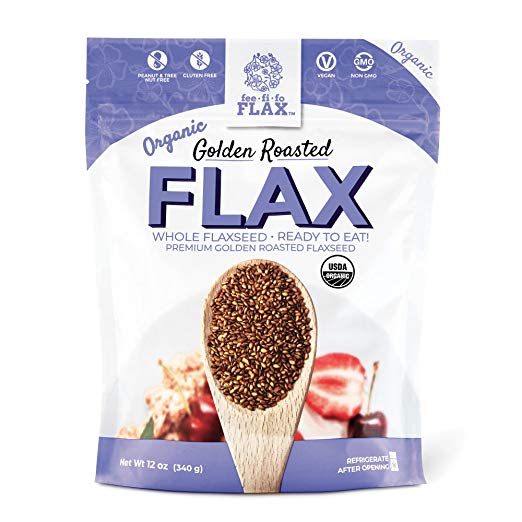 PEANUT & TREE
NUT FREE
GLUTEN FREE
fee·fi·fo
FLAX™
VEGAN
GMO
NON GMO
Organic
Organic
Golden Roasted
FLAX
WHOLE FLAXSEED • READY TO EAT!
PREMIUM GOLDEN ROASTED FLAXSEED
USDA
ORGANIC
Net Wt 12 oz (340 g)
REFRIGERATE
AFTER OPENING